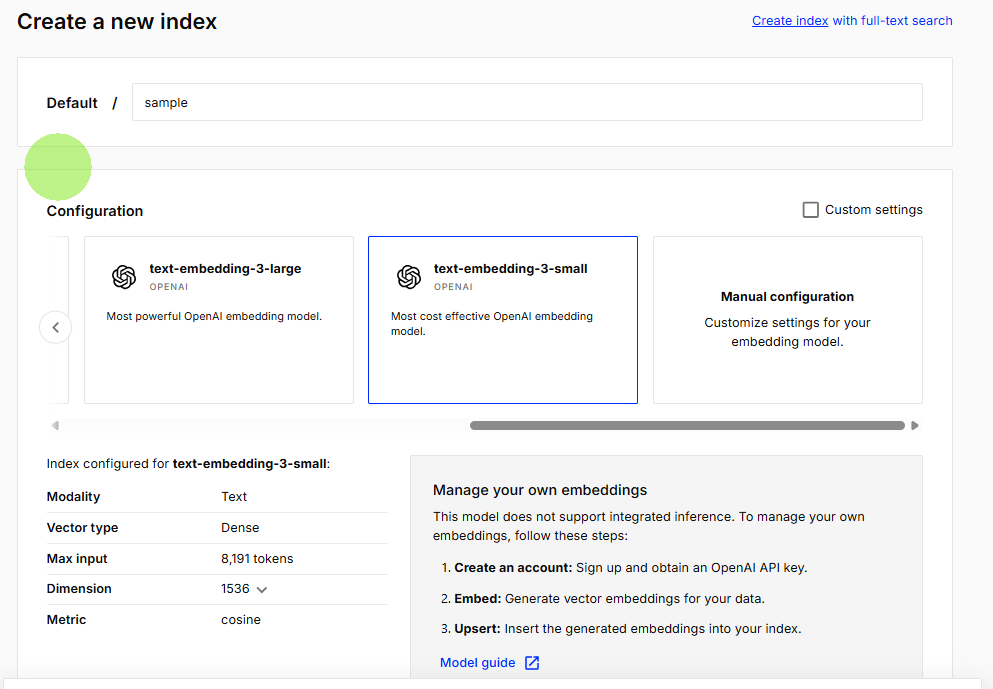 Create a new index
Create index with full-text search
Default / sample
Configuration
Custom settings
text-embedding-3-large
OPENAI
Most powerful OpenAI embedding model.
text-embedding-3-small
OPENAI
Most cost effective OpenAI embedding
model.
Manual configuration
Customize settings for your
embedding model.
Index configured for text-embedding-3-small:
Modality Text
Vector type Dense
Max input 8,191 tokens
Dimension 1536
Metric cosine
Manage your own embeddings
This model does not support integrated inference. To manage your own
embeddings, follow these steps:
1. Create an account: Sign up and obtain an OpenAI API key.
2. Embed: Generate vector embeddings for your data.
3. Upsert: Insert the generated embeddings into your index.
Model guide